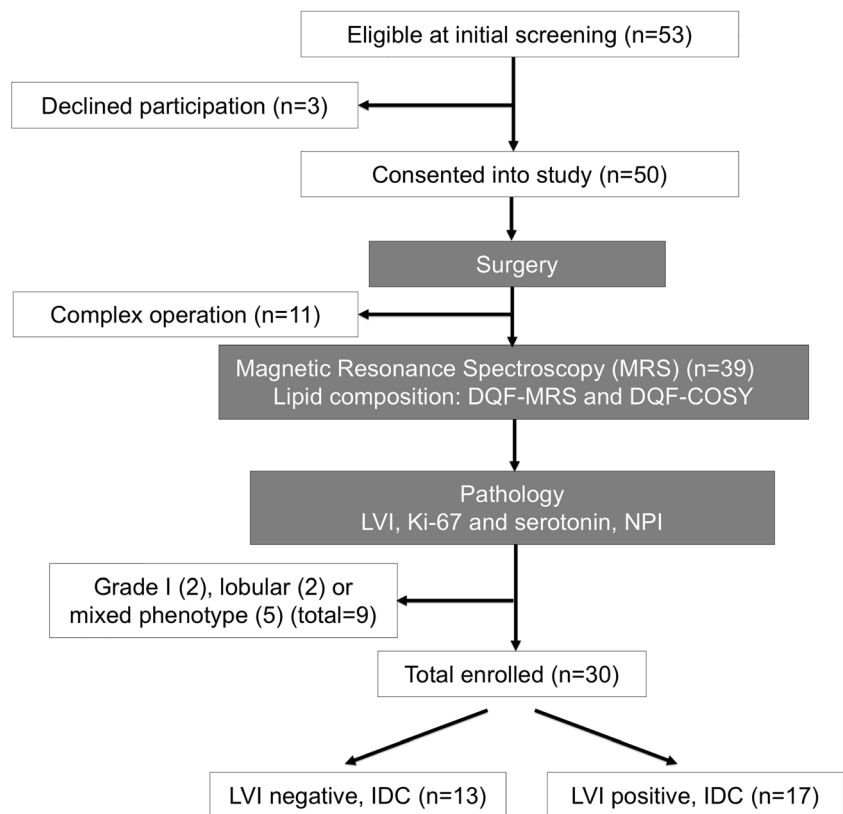 Eligible at initial screening (n=53)
Declined participation (n=3)
Consented into study (n=50)
Surgery
Complex operation (n=11)
Magnetic Resonance Spectroscopy (MRS) (n=39)
Lipid composition: DQF-MRS and DQF-COSY
Pathology
LVI, Ki-67 and serotonin, NPI
Grade I (2), lobular (2) or
mixed phenotype (5) (total=9)
Total enrolled (n=30)
LVI negative, IDC (n=13)
LVI positive, IDC (n=17)